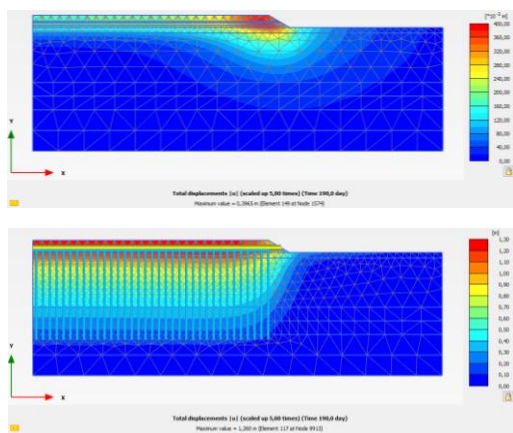 [*10⁻³ m]
400,00
360,00
320,00
280,00
240,00
200,00
160,00
120,00
80,00
40,00
0,00
Y
X
Total displacements |u| (scaled up 5,00 times) (Time 190,0 day)
Maximum value = 0,3965 m (Element 149 at Node 1574)
[m]
1,30
1,20
1,10
1,00
0,90
0,80
0,70
0,60
0,50
0,40
0,30
0,20
0,10
0,00
Y
X
Total displacements |u| (scaled up 5,00 times) (Time 190,0 day)
Maximum value = 1,260 m (Element 117 at Node 9915)